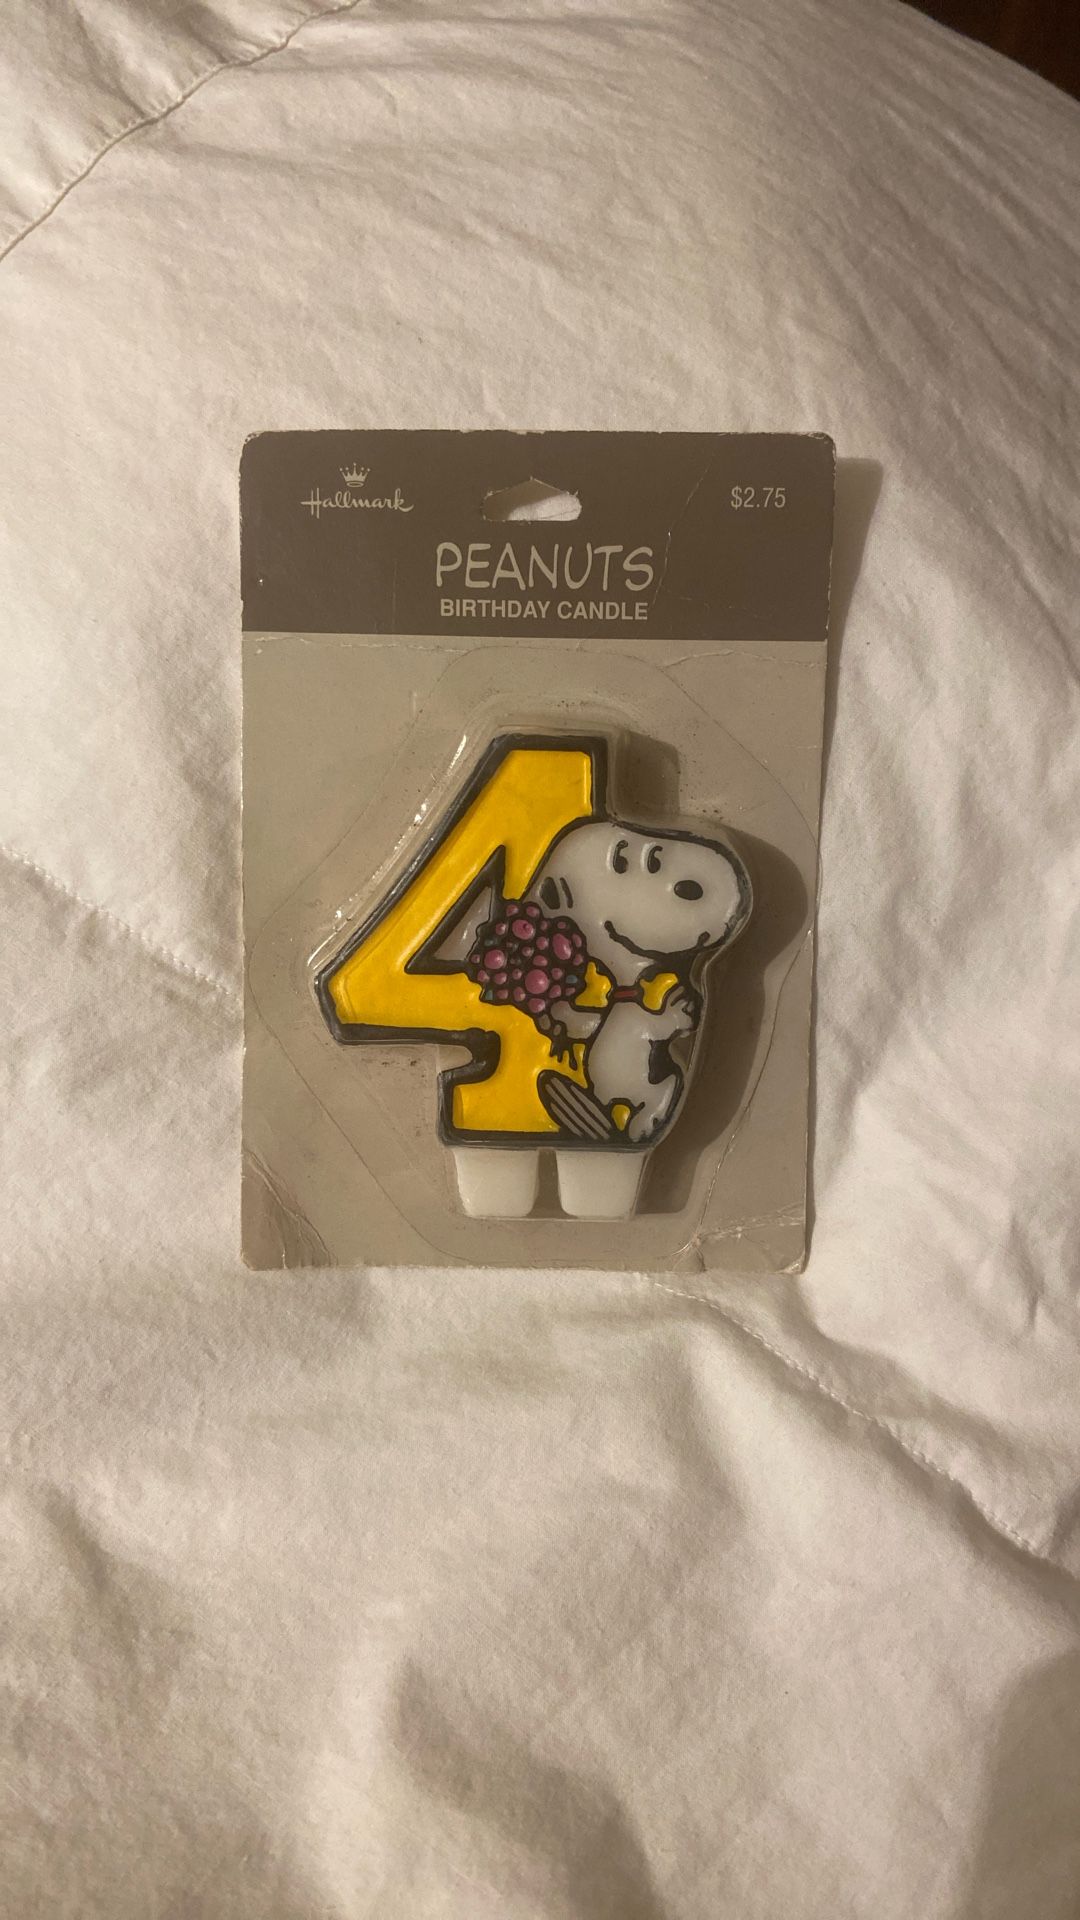 Hallmark
$2.75
PEANUTS
BIRTHDAY CANDLE
4